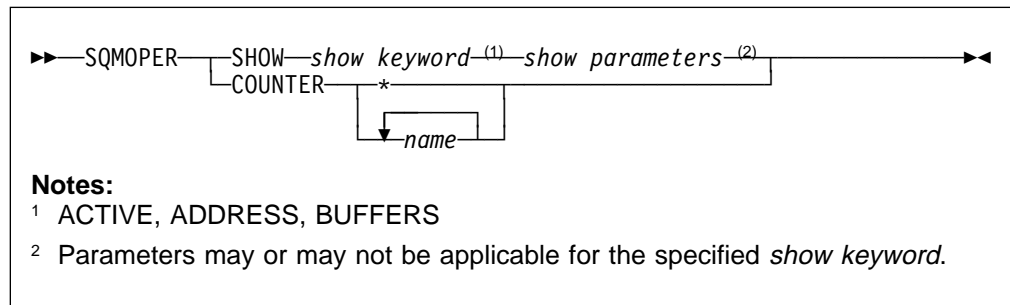 SQMOPER SHOW show keyword (1) show parameters (2)
COUNTER *
name
Notes:
1 ACTIVE, ADDRESS, BUFFERS
2 Parameters may or may not be applicable for the specified show keyword.